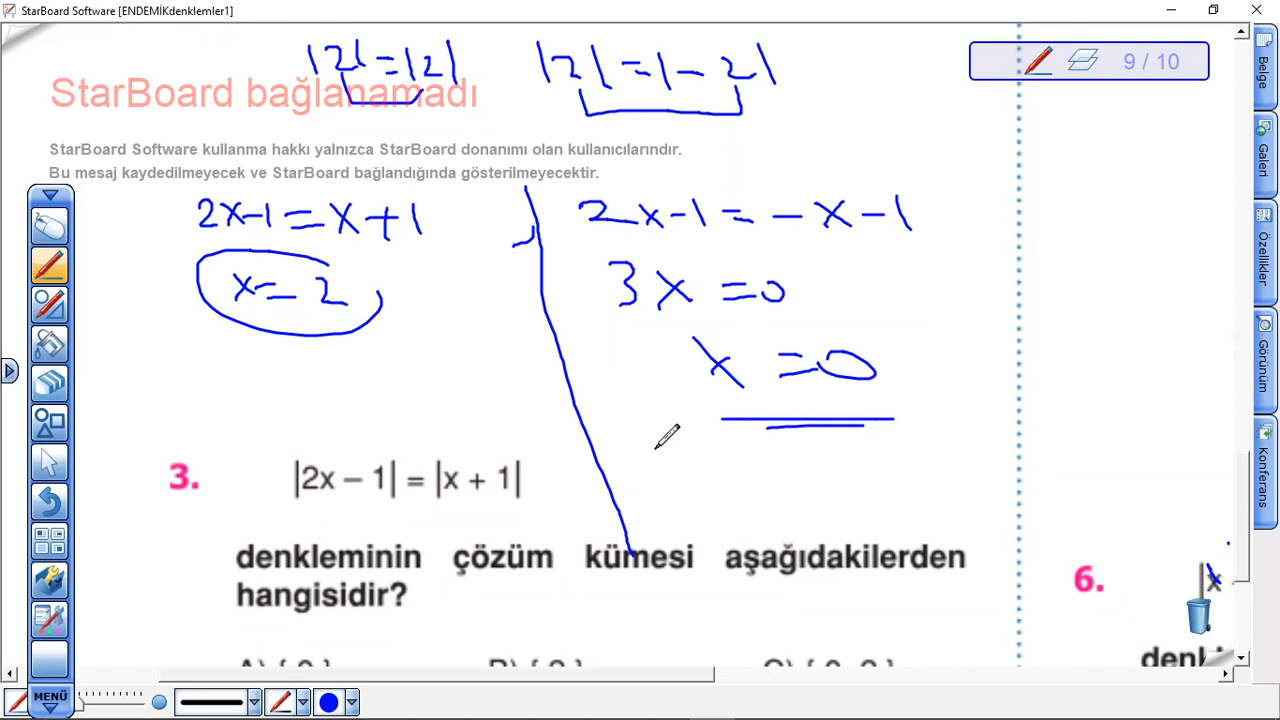 StarBoard Software [ENDEMİKdenklemler1]
|2| = |2| |2| = |-2|
9 / 10
StarBoard bağlanamadı
StarBoard Software kullanma hakkı yalnızca StarBoard donanımı olan kullanıcılarındır.
Bu mesaj kaydedilmeyecek ve StarBoard bağlandığında gösterilmeyecektir.
2x-1 = x+1
x = 2
2x-1 = -x-1
3x = 0
x = 0
3. |2x – 1| = |x + 1|
denkleminin çözüm kümesi aşağıdakilerden
hangisidir?
6. |x
MENÜ
Belge
Galeri
Özellikler
Görünüm
Konferans